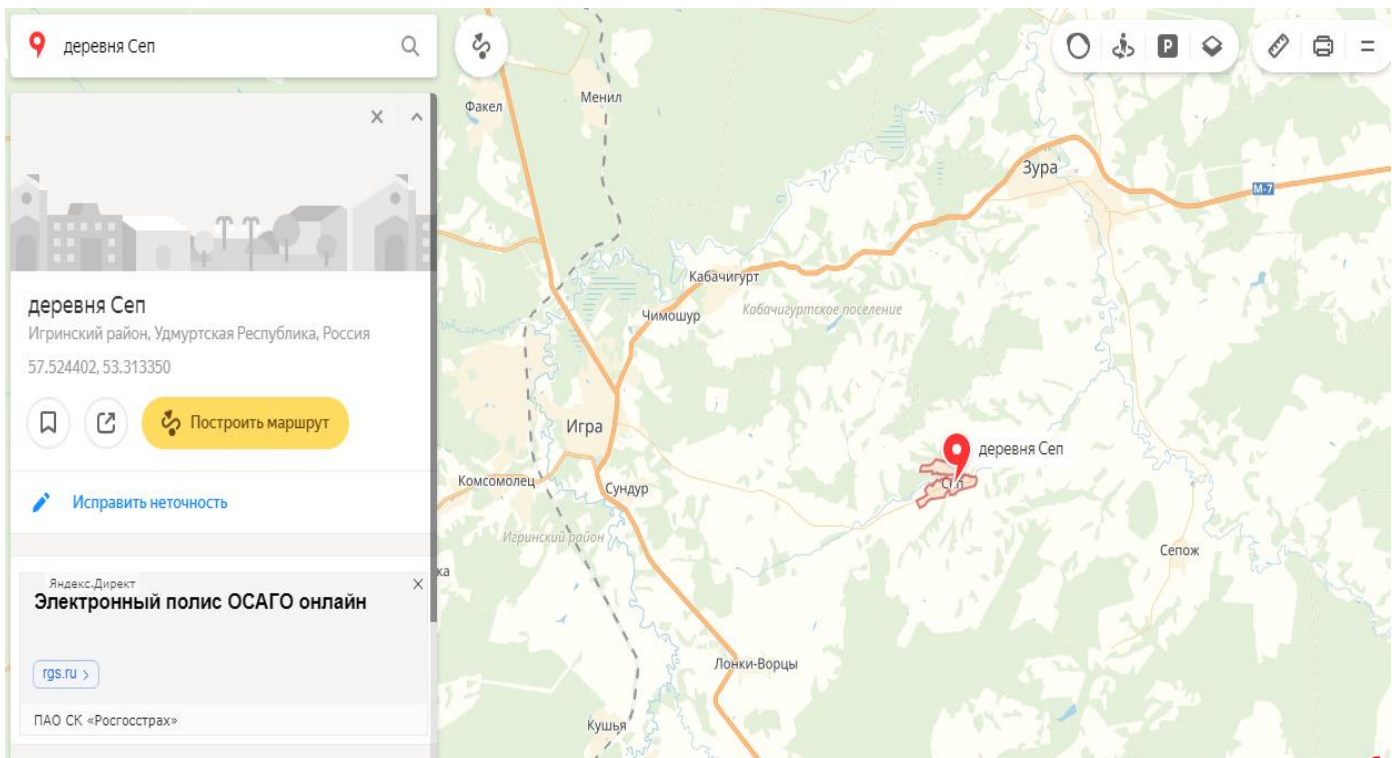 деревня Сеп
деревня Сеп
Игринский район, Удмуртская Республика, Россия
57.524402, 53.313350
Построить маршрут
Исправить неточность
Яндекс.Директ
Электронный полис ОСАГО онлайн
rgs.ru >
ПАО СК «Росгосстрах»
P
Факел
Менил
Зура
М-7
Кабачигурт
Чимошур
Кабачигуртское поселение
Игра
деревня Сеп
Комсомолец
Сундур
Сеп
Игринский район
Сепож
ка
Лонки-Ворцы
Кушья